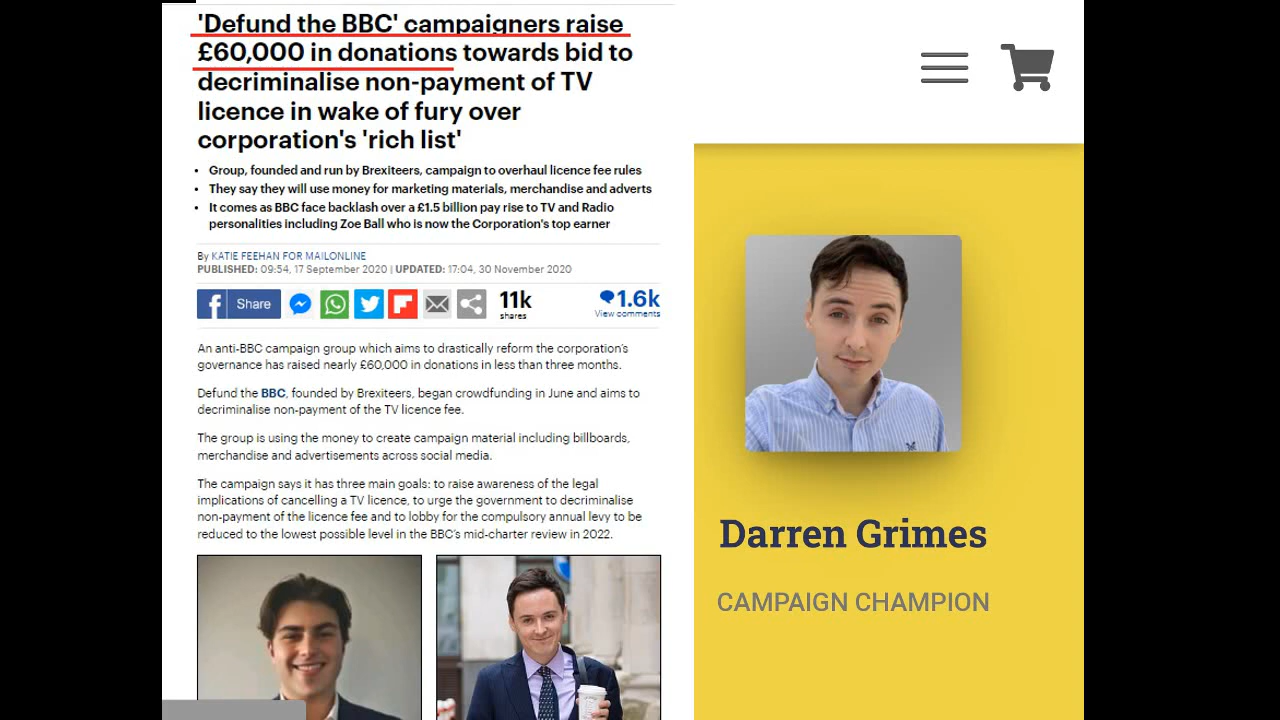 'Defund the BBC' campaigners raise
£60,000 in donations towards bid to
decriminalise non-payment of TV
licence in wake of fury over
corporation's 'rich list'
• Group, founded and run by Brexiteers, campaign to overhaul licence fee rules
• They say they will use money for marketing materials, merchandise and adverts
• It comes as BBC face backlash over a £1.5 billion pay rise to TV and Radio
personalities including Zoe Ball who is now the Corporation's top earner
By KATIE FEEHAN FOR MAILONLINE
PUBLISHED: 09:54, 17 September 2020 | UPDATED: 17:04, 30 November 2020
Share
11k
shares
1.6k
View comments
An anti-BBC campaign group which aims to drastically reform the corporation's
governance has raised nearly £60,000 in donations in less than three months.
Defund the BBC, founded by Brexiteers, began crowdfunding in June and aims to
decriminalise non-payment of the TV licence fee.
The group is using the money to create campaign material including billboards,
merchandise and advertisements across social media.
The campaign says it has three main goals: to raise awareness of the legal
implications of cancelling a TV licence, to urge the government to decriminalise
non-payment of the licence fee and to lobby for the compulsory annual levy to be
reduced to the lowest possible level in the BBC's mid-charter review in 2022.
Darren Grimes
CAMPAIGN CHAMPION